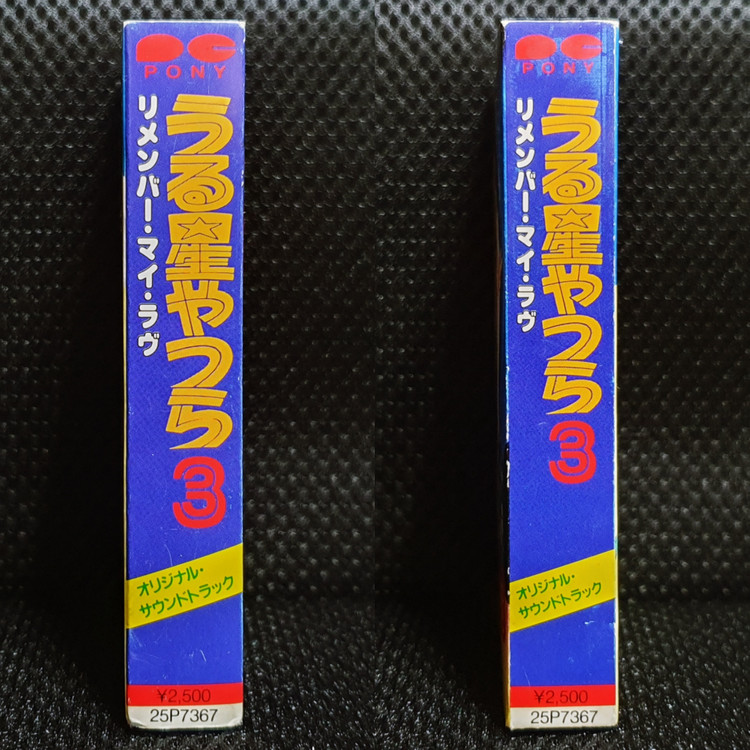 PC
PONY
うる星やつら3
リメンバー・マイ・ラヴ
オリジナル・
サウンドトラック
¥2,500
25P7367
PC
PONY
うる星やつら3
リメンバー・マイ・ラヴ
オリジナル・
サウンドトラック
¥2,500
25P7367